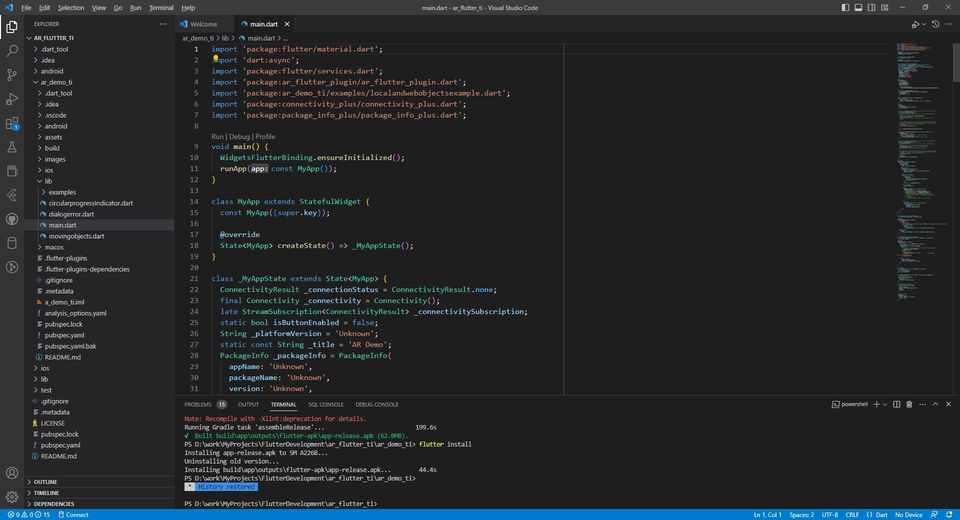 File Edit Selection View Go Run Terminal Help
main.dart - ar_flutter_ti - Visual Studio Code
EXPLORER
AR_FLUTTER_TI
.dart_tool
.idea
android
ar_demo_ti
.dart_tool
.idea
.vscode
android
assets
build
images
ios
lib
examples
circularprogressIndicator.dart
dialogerror.dart
main.dart
movingobjects.dart
macos
.flutter-plugins
.flutter-plugins-dependencies
.gitignore
.metadata
a_demo_ti.iml
analysis_options.yaml
pubspec.lock
pubspec.yaml
pubspec.yaml.bak
README.md
ios
lib
test
.gitignore
.metadata
LICENSE
pubspec.lock
pubspec.yaml
README.md
OUTLINE
TIMELINE
DEPENDENCIES
Welcome main.dart
ar_demo_ti > lib > main.dart > ...
1 import 'package:flutter/material.dart';
2 import 'dart:async';
3 import 'package:flutter/services.dart';
4 import 'package:ar_flutter_plugin/ar_flutter_plugin.dart';
5 import 'package:ar_demo_ti/examples/localandwebobjectsexample.dart';
6 import 'package:connectivity_plus/connectivity_plus.dart';
7 import 'package:package_info_plus/package_info_plus.dart';
8
Run | Debug | Profile
9 void main() {
10 WidgetsFlutterBinding.ensureInitialized();
11 runApp(app: const MyApp());
12 }
13
14 class MyApp extends StatefulWidget {
15 const MyApp({super.key});
16
17 @override
18 State<MyApp> createState() => _MyAppState();
19 }
20
21 class _MyAppState extends State<MyApp> {
22 ConnectivityResult _connectionStatus = ConnectivityResult.none;
23 final Connectivity _connectivity = Connectivity();
24 late StreamSubscription<ConnectivityResult> _connectivitySubscription;
25 static bool isButtonEnabled = false;
26 String _platformVersion = 'Unknown';
27 static const String _title = 'AR Demo';
28 PackageInfo _packageInfo = PackageInfo(
29 appName: 'Unknown',
30 packageName: 'Unknown',
31 version: 'Unknown',
PROBLEMS 15 OUTPUT TERMINAL SQL CONSOLE DEBUG CONSOLE
powershell
Note: Recompile with -Xlint:deprecation for details.
Running Gradle task 'assembleRelease'... 199.6s
√ Built build\app\outputs\flutter-apk\app-release.apk (62.0MB).
PS D:\work\MyProjects\FlutterDevelopment\ar_flutter_ti\ar_demo_ti> flutter install
Installing app-release.apk to SM A226B...
Uninstalling old version...
Installing build\app\outputs\flutter-apk\app-release.apk... 44.4s
PS D:\work\MyProjects\FlutterDevelopment\ar_flutter_ti\ar_demo_ti>
* History restored
PS D:\work\MyProjects\FlutterDevelopment\ar_flutter_ti>
0 0 15 Connect
Ln 1, Col 1 Spaces: 2 UTF-8 CRLF {} Dart No Device